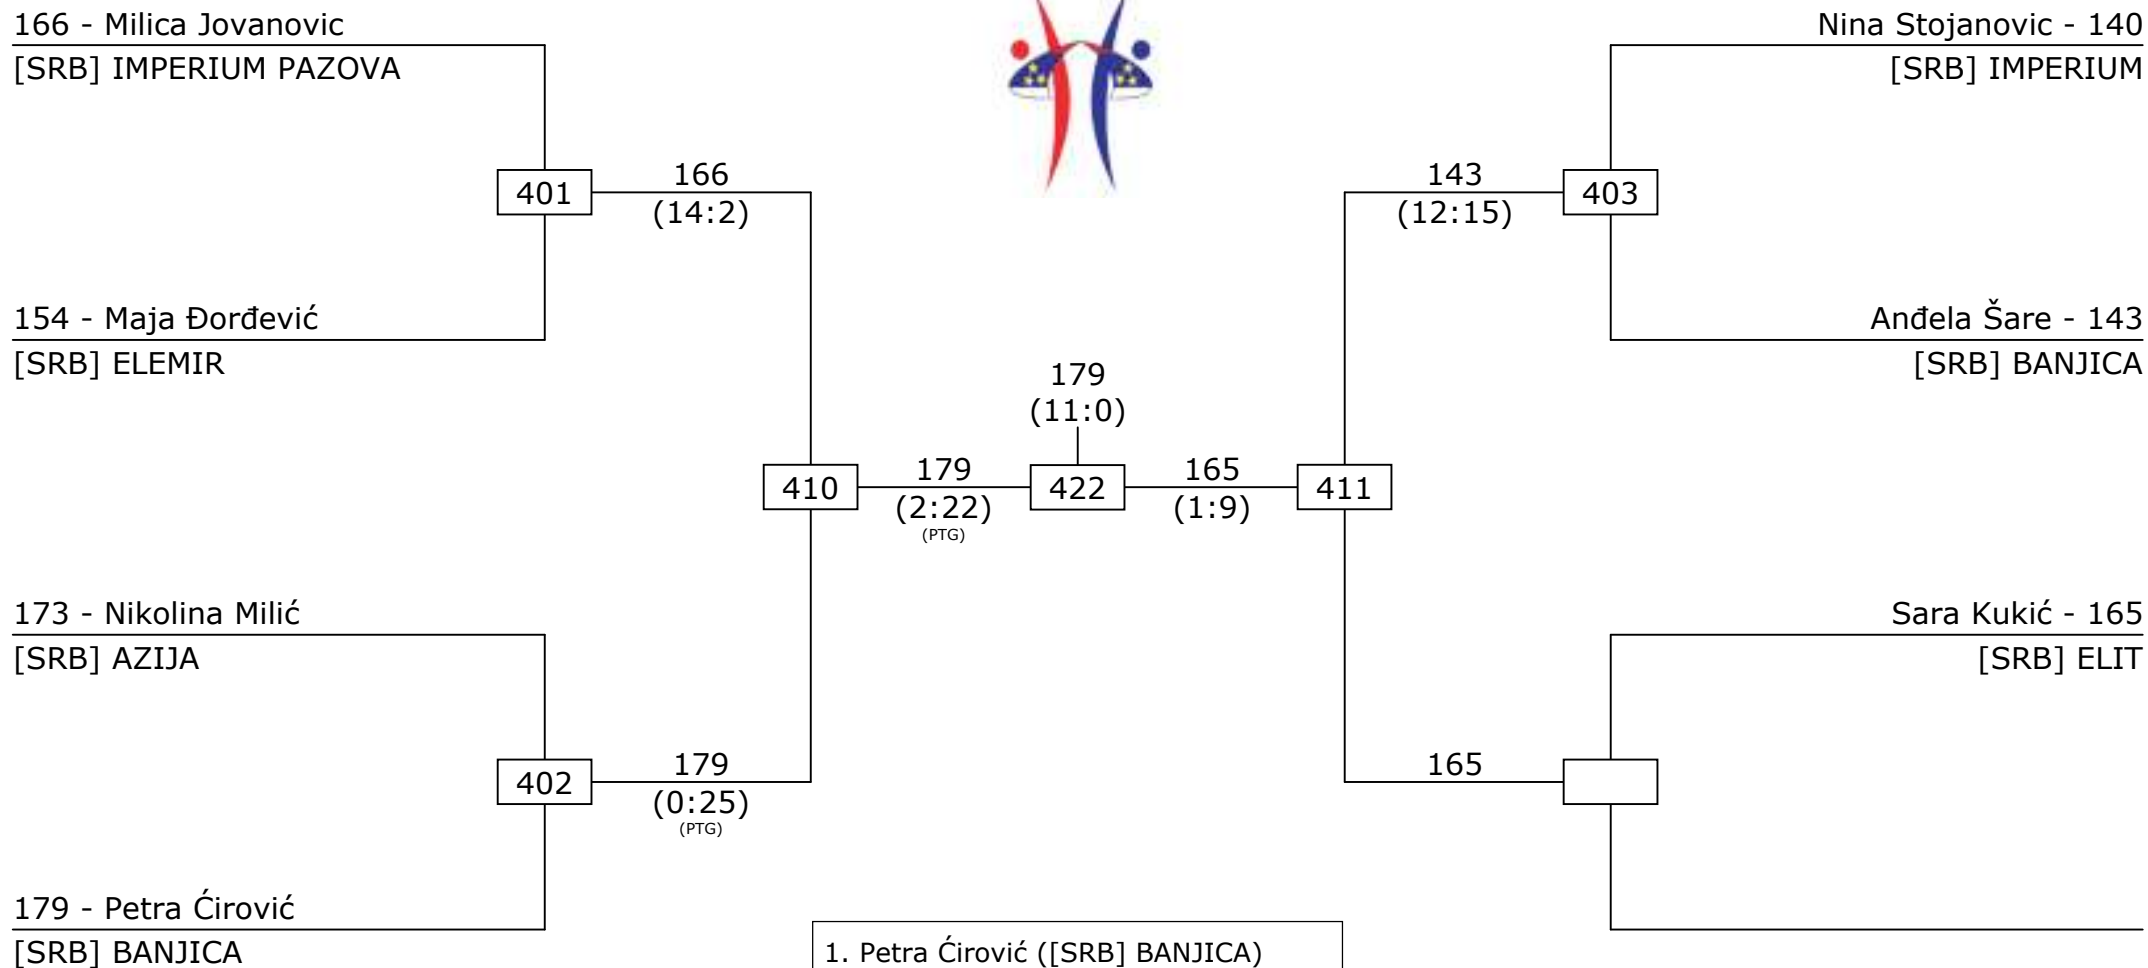 166 - Milica Jovanovic
[SRB] IMPERIUM PAZOVA
401
166
(14:2)
154 - Maja Đorđević
[SRB] ELEMIR
173 - Nikolina Milić
[SRB] AZIJA
402
179
(0:25)
(PTG)
179 - Petra Ćirović
[SRB] BANJICA
410
179
(2:22)
(PTG)
179
(11:0)
422
165
(1:9)
411
Nina Stojanovic - 140
[SRB] IMPERIUM
143
(12:15)
403
Anđela Šare - 143
[SRB] BANJICA
Sara Kukić - 165
[SRB] ELIT
165
1. Petra Ćirović ([SRB] BANJICA)